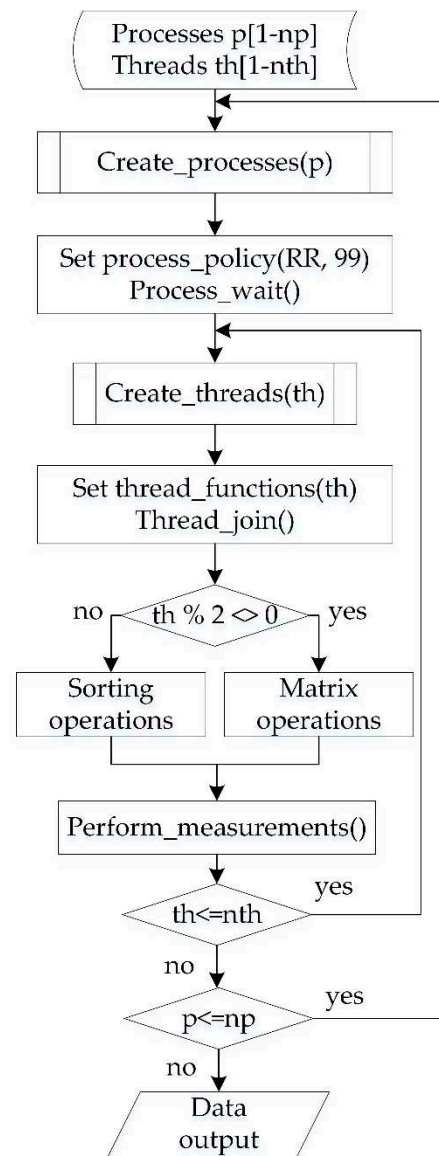 Processes p[1-np]
Threads th[1-nth]
Create_processes(p)
Set process_policy(RR, 99)
Process_wait()
Create_threads(th)
Set thread_functions(th)
Thread_join()
no
th % 2 <> 0
yes
Sorting
operations
Matrix
operations
Perform_measurements()
th<=nth
yes
no
p<=np
yes
no
Data
output